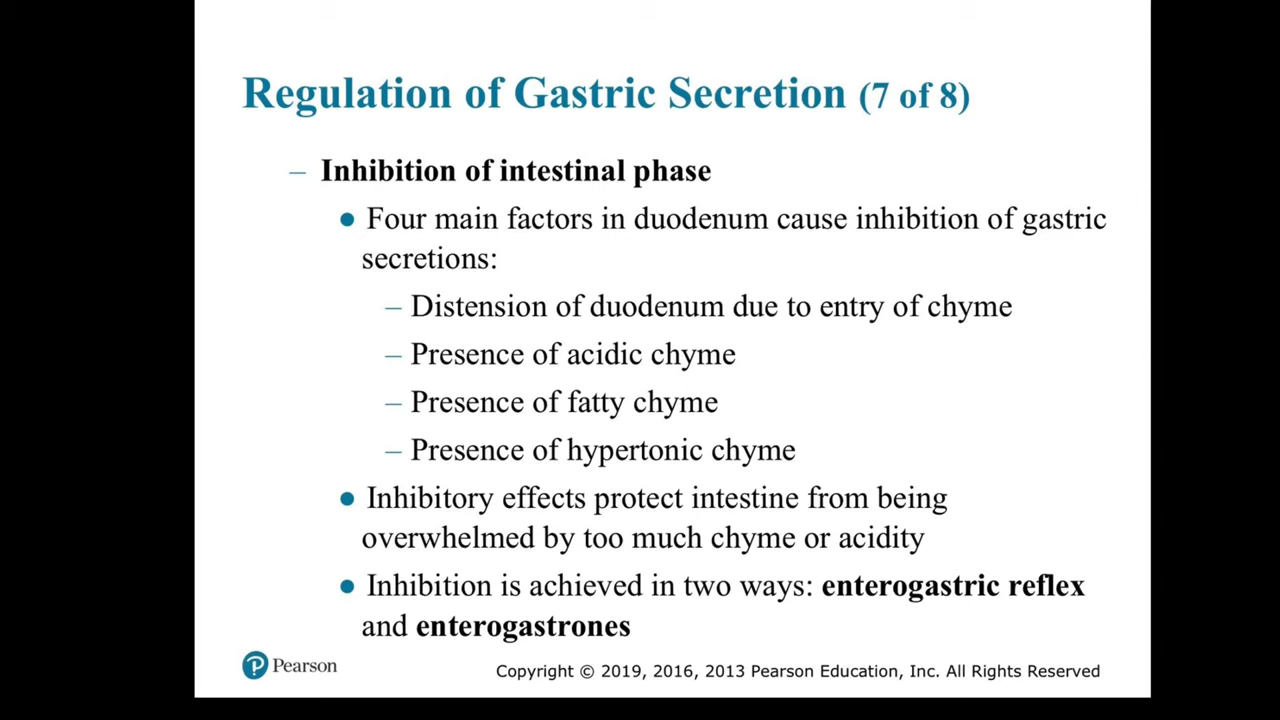 Regulation of Gastric Secretion (7 of 8)
– Inhibition of intestinal phase
● Four main factors in duodenum cause inhibition of gastric
secretions:
– Distension of duodenum due to entry of chyme
– Presence of acidic chyme
– Presence of fatty chyme
– Presence of hypertonic chyme
● Inhibitory effects protect intestine from being
overwhelmed by too much chyme or acidity
● Inhibition is achieved in two ways: enterogastric reflex
and enterogastrones
P Pearson
Copyright © 2019, 2016, 2013 Pearson Education, Inc. All Rights Reserved